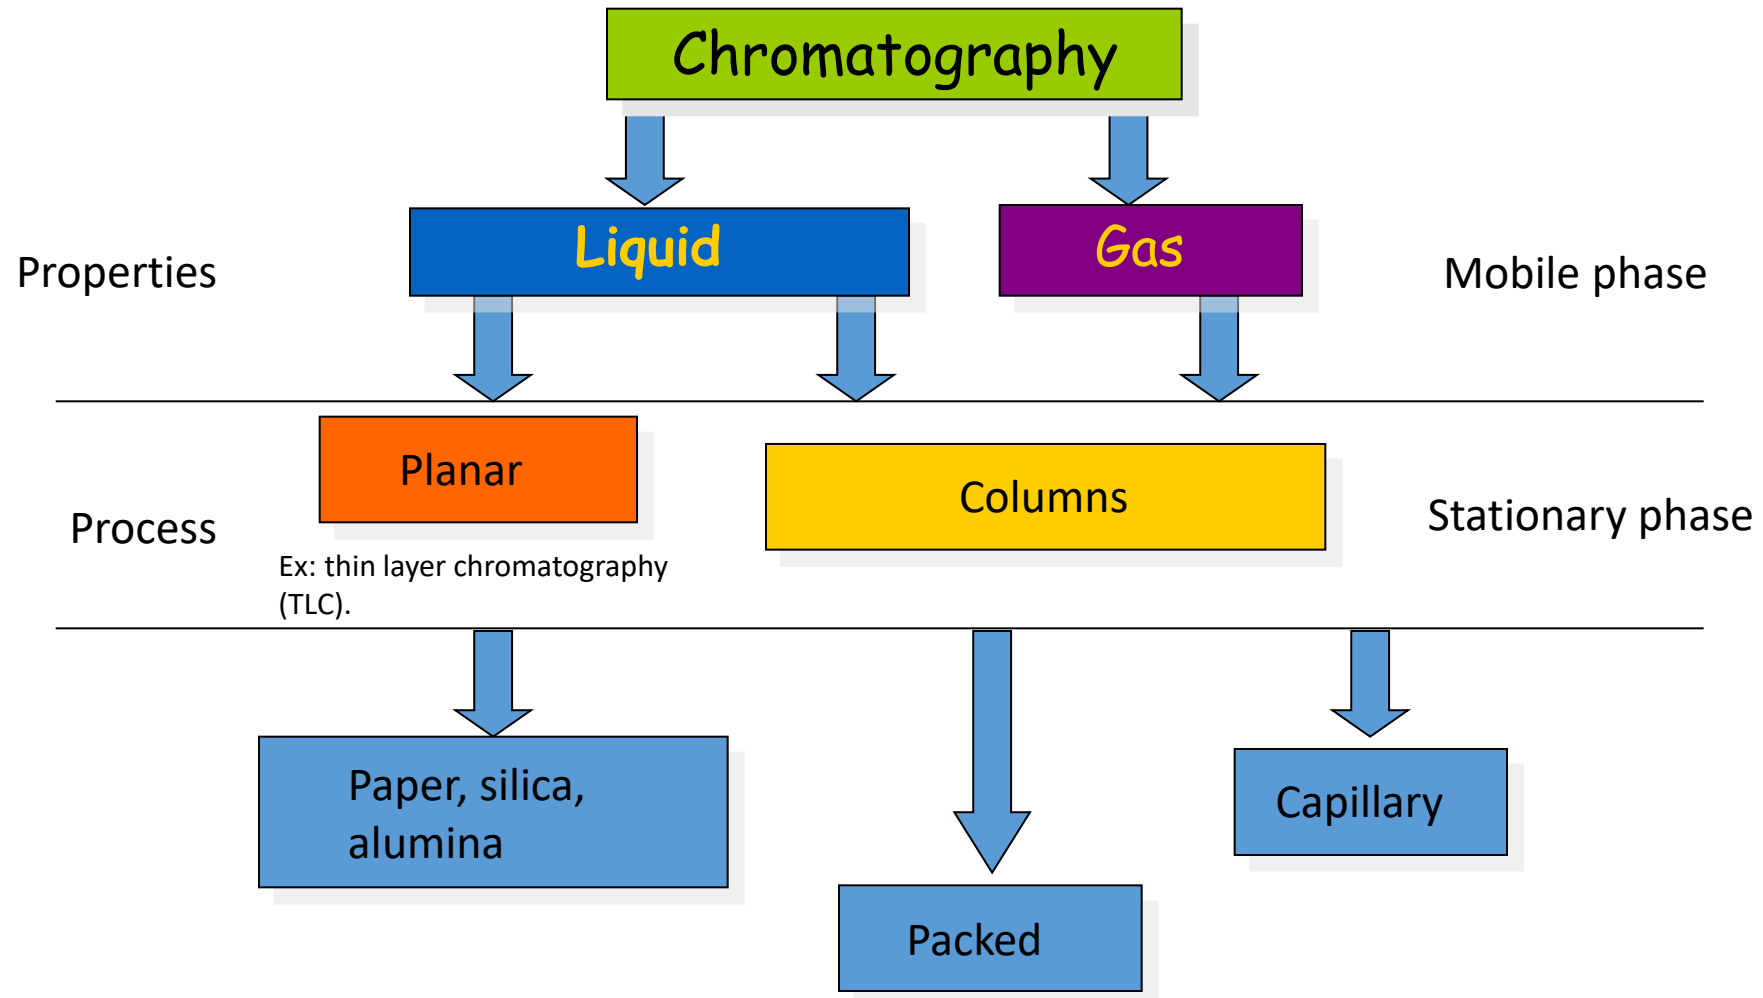 Chromatography
Liquid
Gas
Properties
Mobile phase
Planar
Columns
Process
Stationary phase
Ex: thin layer chromatography
(TLC).
Paper, silica,
alumina
Capillary
Packed